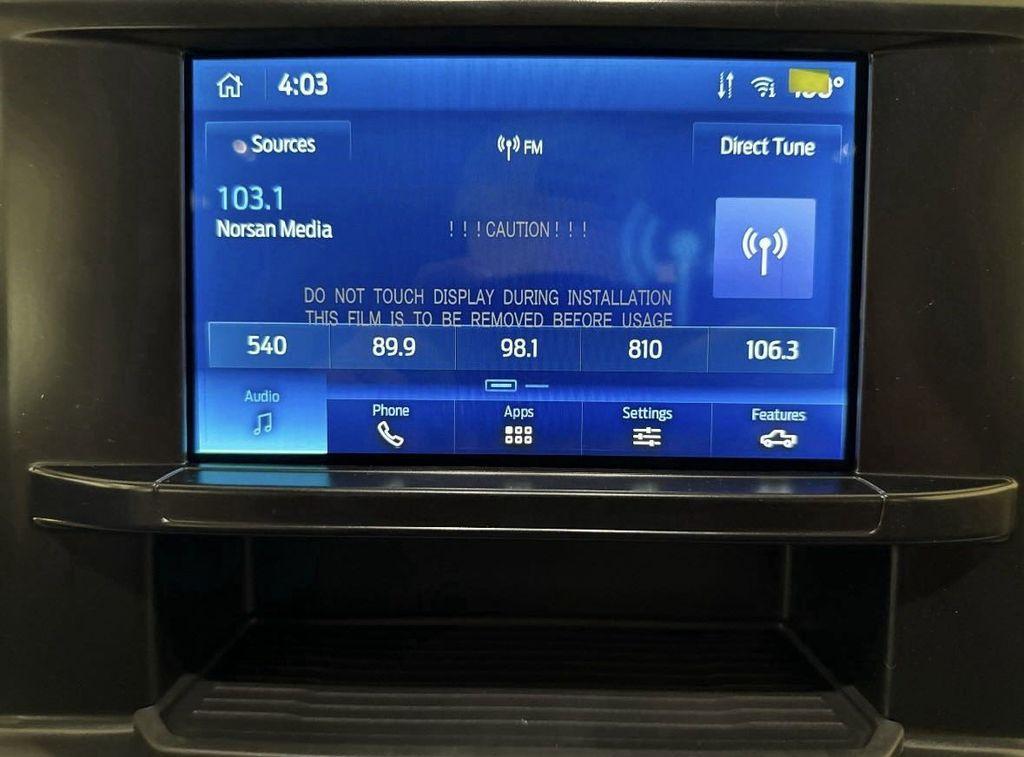 4:03
Sources
FM
Direct Tune
103.1
Norsan Media
! ! ! CAUTION ! ! !
DO NOT TOUCH DISPLAY DURING INSTALLATION
THIS FILM IS TO BE REMOVED BEFORE USAGE
540 89.9 98.1 810 106.3
Audio Phone Apps Settings Features